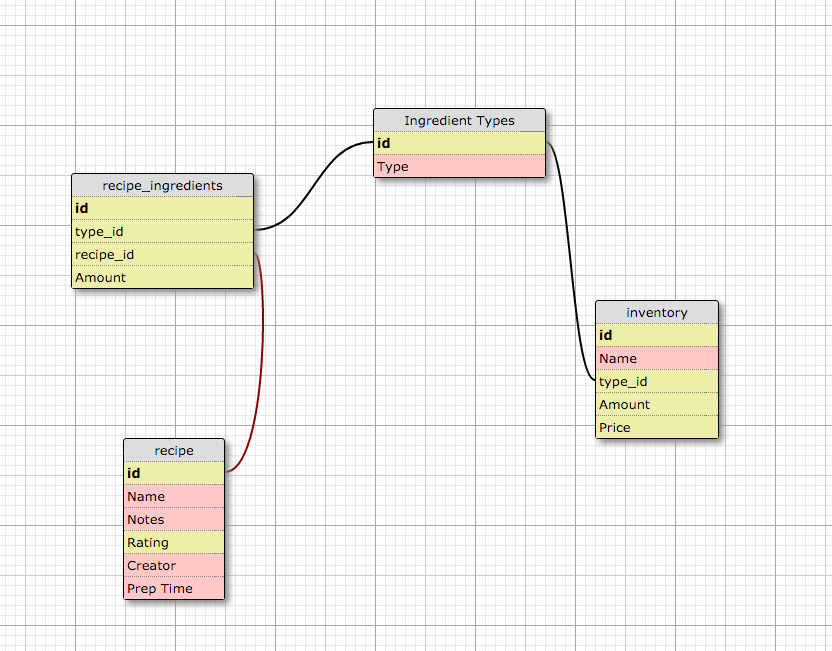 Ingredient Types
id
Type
recipe_ingredients
id
type_id
recipe_id
Amount
inventory
id
Name
type_id
Amount
Price
recipe
id
Name
Notes
Rating
Creator
Prep Time